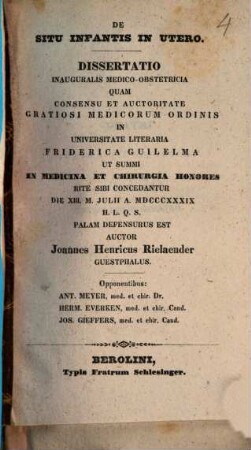 4
DE
SITU INFANTIS IN UTERO.
DISSERTATIO
INAUGURALIS MEDICO-OBSTETRICIA
QUAM
CONSENSU ET AUCTORITATE
GRATIOSI MEDICORUM ORDINIS
IN
UNIVERSITATE LITERARIA
FRIDERICA GUILELMA
UT SUMMI
IN MEDICINA ET CHIRURGIA HONORES
RITE SIBI CONCEDANTUR
DIE XIII. M. JULII A. MDCCCXXXIX
H. L. Q. S.
PALAM DEFENSURUS EST
AUCTOR
Joannes Henricus Rielaender
GUESTPHALUS.
Opponentibus:
ANT. MEYER, med. et chir. Dr.
HERM. EVERKEN, med. et chir. Cand.
JOS. GIEFFERS, med. et chir. Cand.
BEROLINI,
Typis Fratrum Schlesinger.